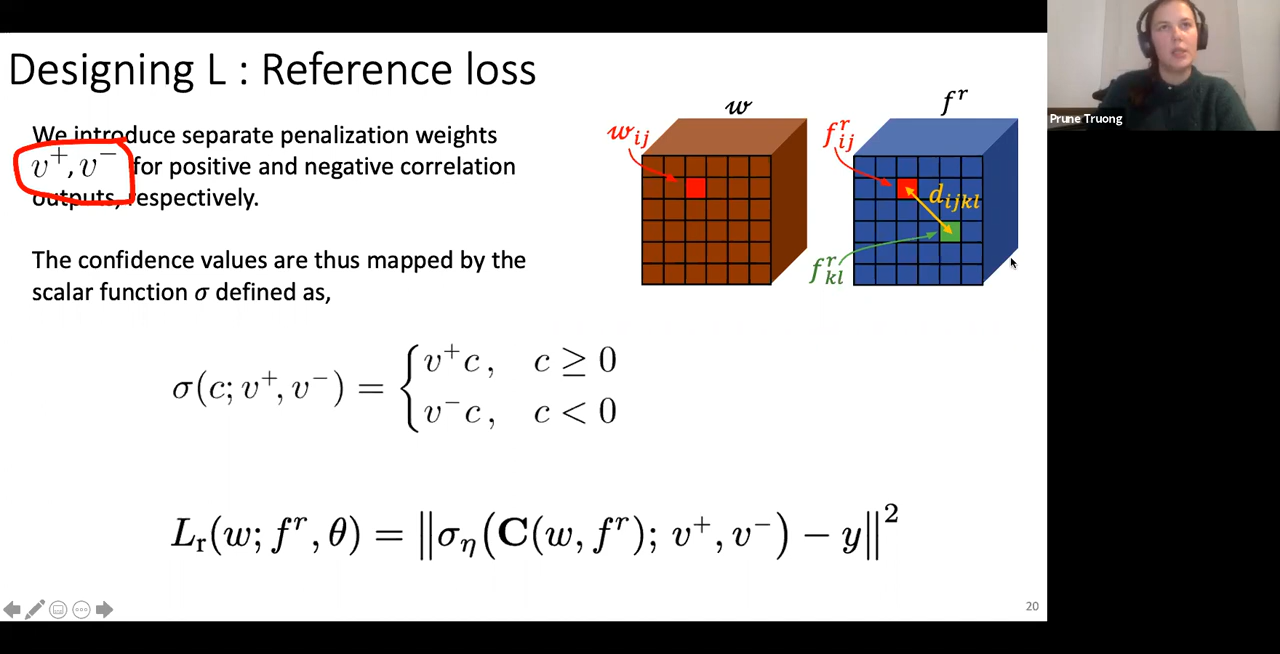 Designing L : Reference loss
We introduce separate penalization weights
v⁺, v⁻ for positive and negative correlation
outputs, respectively.
The confidence values are thus mapped by the
scalar function σ defined as,
w
w_ij
f^r
f^r_ij
d_ijkl
f^r_kl
σ(c; v⁺, v⁻) = { v⁺c, c ≥ 0
v⁻c, c < 0
L_r(w; f^r, θ) = ‖σ_η(C(w, f^r); v⁺, v⁻) − y‖²
20
Prune Truong